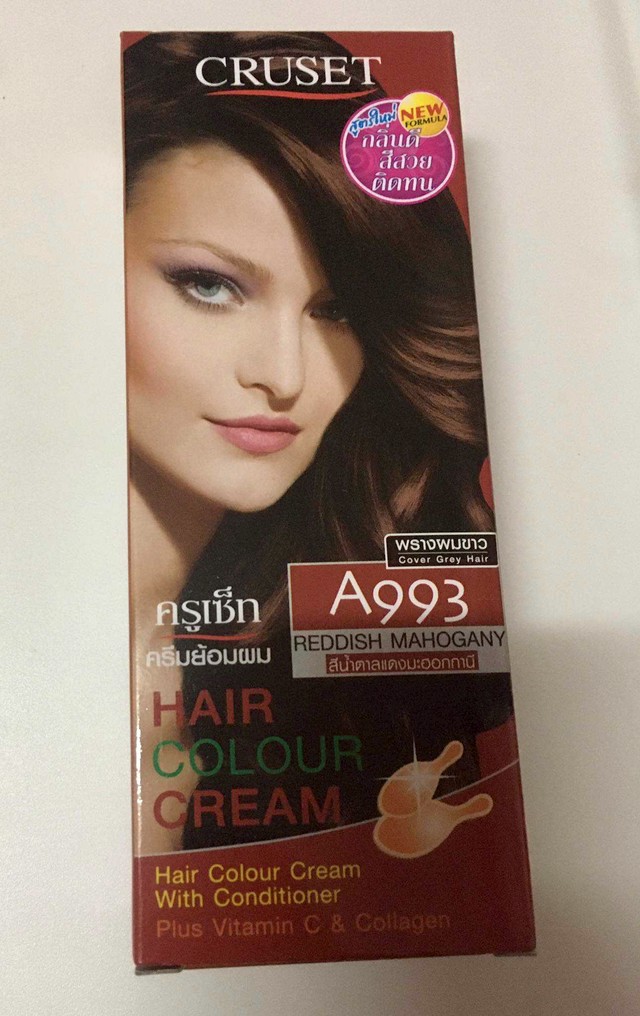 CRUSET
สูตรใหม่
NEW
FORMULA
กลิ่นดี
สีสวย
ติดทน
พรางผมขาว
Cover Grey Hair
A993
REDDISH MAHOGANY
สีน้ำตาลแดงมะฮอกกานี
ครูเซ็ท
ครีมย้อมผม
HAIR
COLOUR
CREAM
Hair Colour Cream
With Conditioner
Plus Vitamin C & Collagen